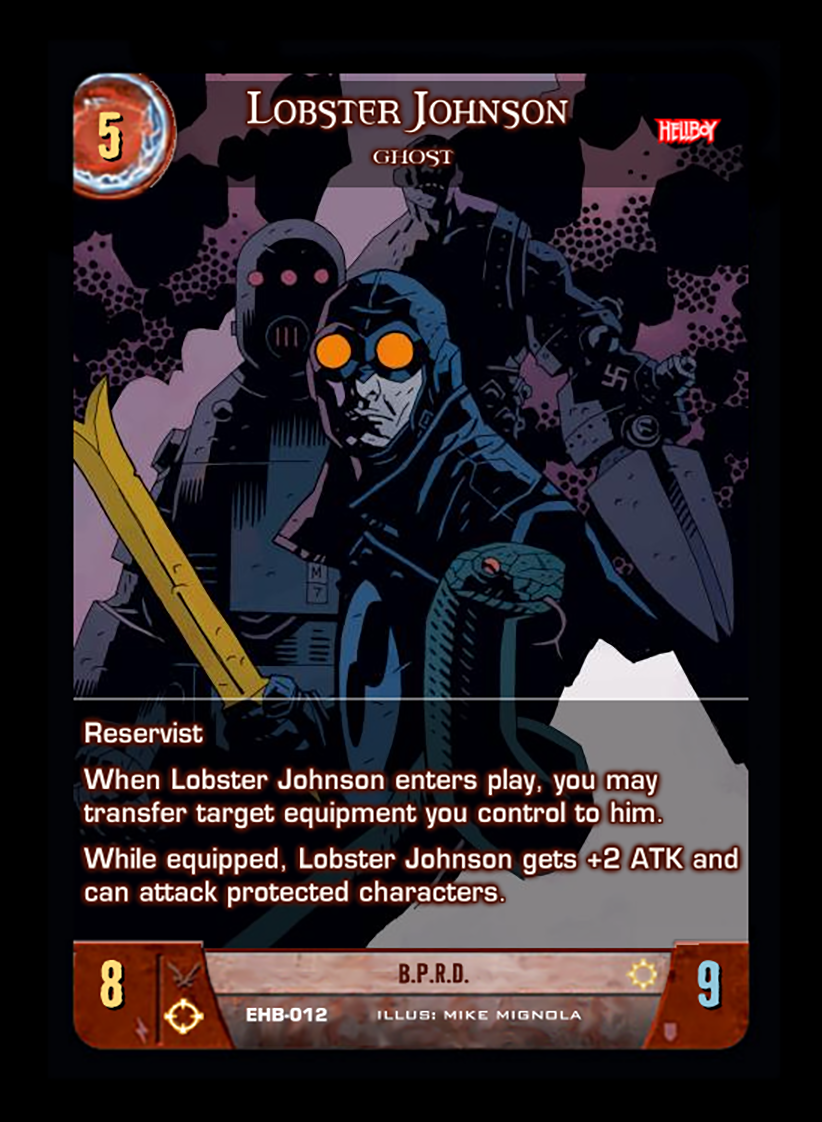 5
LOBSTER JOHNSON
GHOST
HELLBOY
M
7
Reservist
When Lobster Johnson enters play, you may
transfer target equipment you control to him.
While equipped, Lobster Johnson gets +2 ATK and
can attack protected characters.
8
B.P.R.D.
9
EHB-012
ILLUS: MIKE MIGNOLA